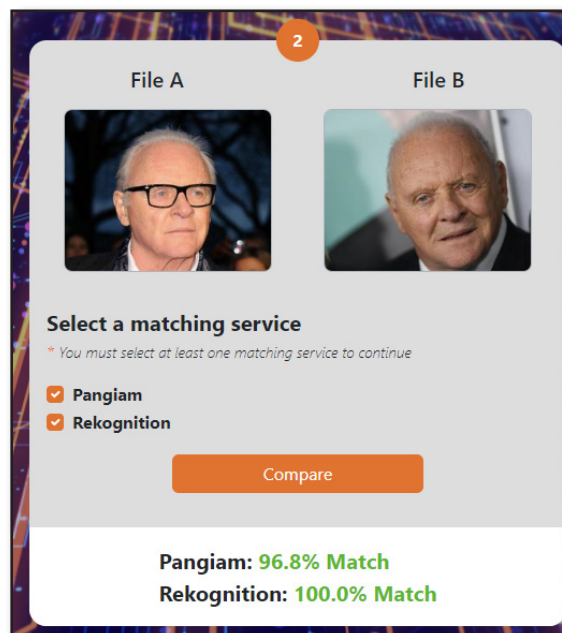 2
File A
File B
Select a matching service
* You must select at least one matching service to continue
Pangiam
Rekognition
Compare
Pangiam: 96.8% Match
Rekognition: 100.0% Match